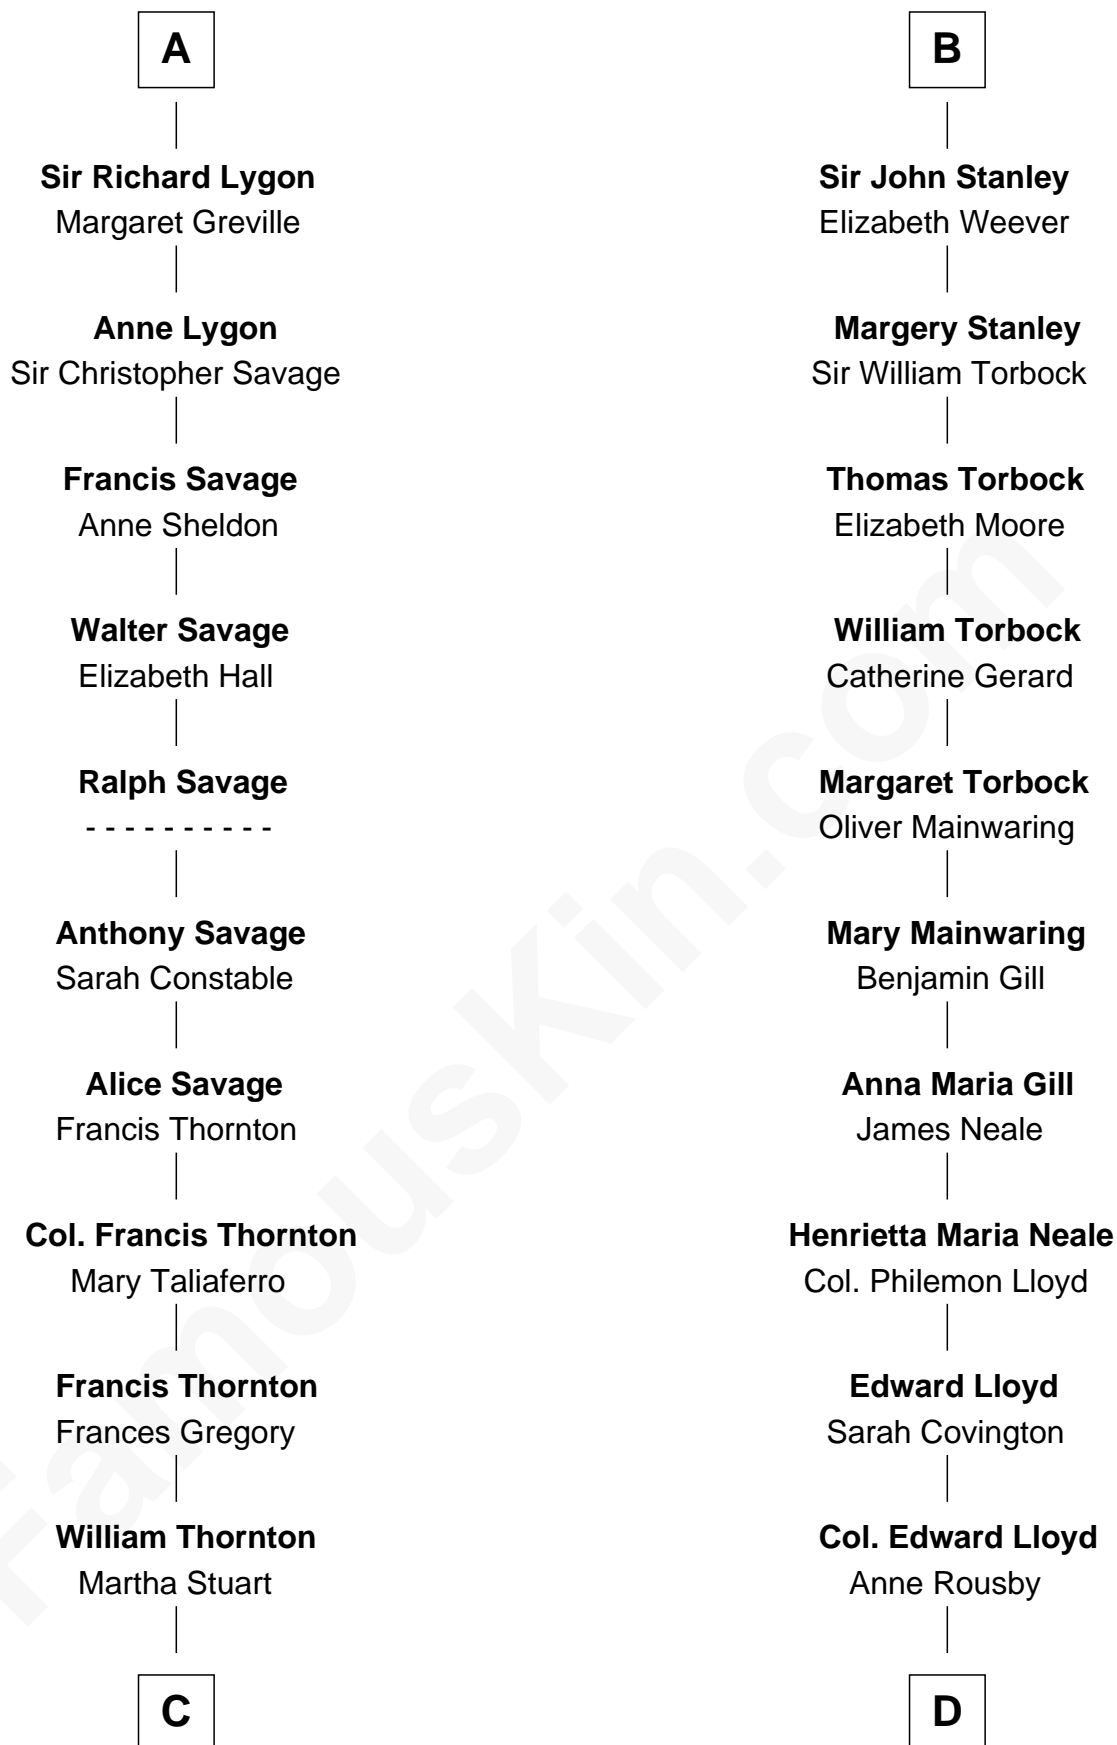 A
Sir Richard Lygon
Margaret Greville
Anne Lygon
Sir Christopher Savage
Francis Savage
Anne Sheldon
Walter Savage
Elizabeth Hall
Ralph Savage
- - - - - - - - - -
Anthony Savage
Sarah Constable
Alice Savage
Francis Thornton
Col. Francis Thornton
Mary Taliaferro
Francis Thornton
Frances Gregory
William Thornton
Martha Stuart
C
B
Sir John Stanley
Elizabeth Weever
Margery Stanley
Sir William Torbock
Thomas Torbock
Elizabeth Moore
William Torbock
Catherine Gerard
Margaret Torbock
Oliver Mainwaring
Mary Mainwaring
Benjamin Gill
Anna Maria Gill
James Neale
Henrietta Maria Neale
Col. Philemon Lloyd
Edward Lloyd
Sarah Covington
Col. Edward Lloyd
Anne Rousby
D
FamousKin.com